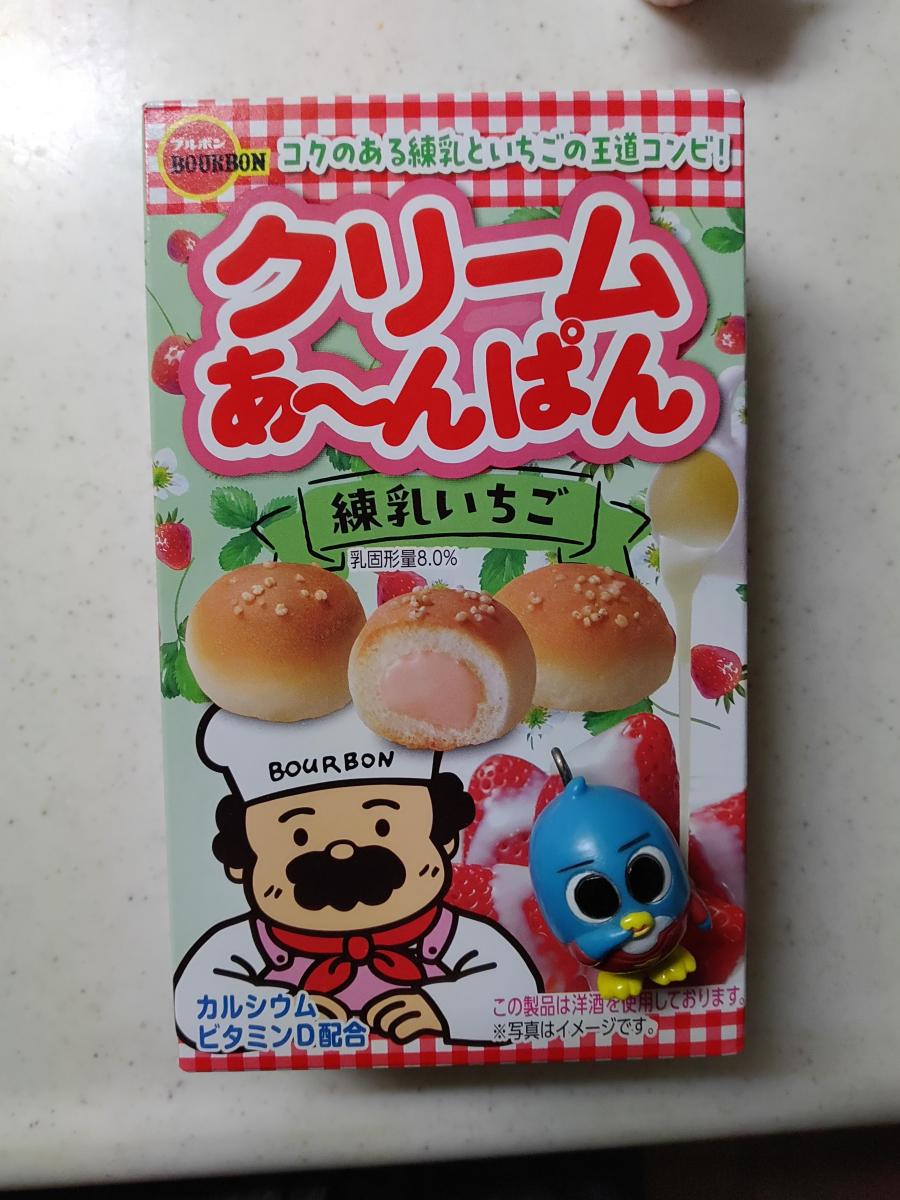 ブルボン
BOURBON
コクのある練乳といちごの王道コンビ!
クリーム
あ〜んぱん
練乳いちご
乳固形量8.0%
BOURBON
カルシウム
ビタミンD配合
この製品は洋酒を使用しております。
※写真はイメージです。